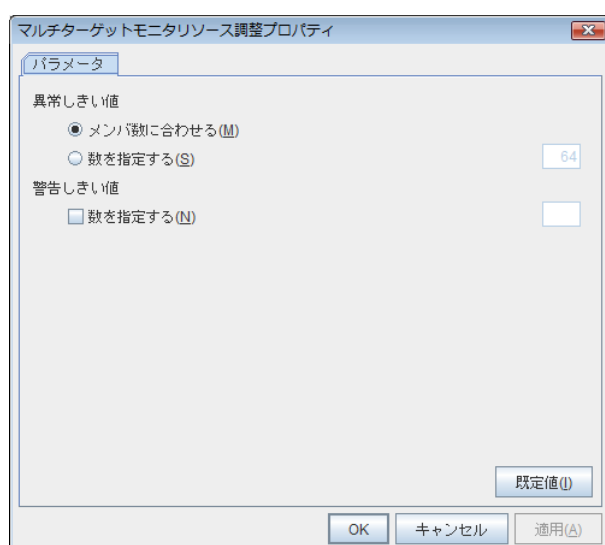 マルチターゲットモニタリソース調整プロパティ
パラメータ
異常しきい値
メンバ数に合わせる(M)
数を指定する(S)
64
警告しきい値
数を指定する(N)
既定値(I)
OK
キャンセル
適用(A)